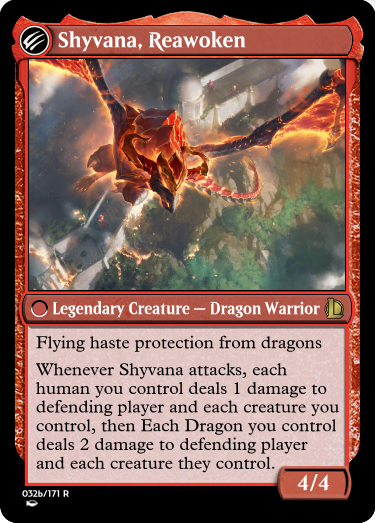 Shyvana, Reawoken
Legendary Creature — Dragon Warrior
Flying haste protection from dragons
Whenever Shyvana attacks, each
human you control deals 1 damage to
defending player and each creature you
control, then Each Dragon you control
deals 2 damage to defending player
and each creature they control.
4/4
032b/171 R